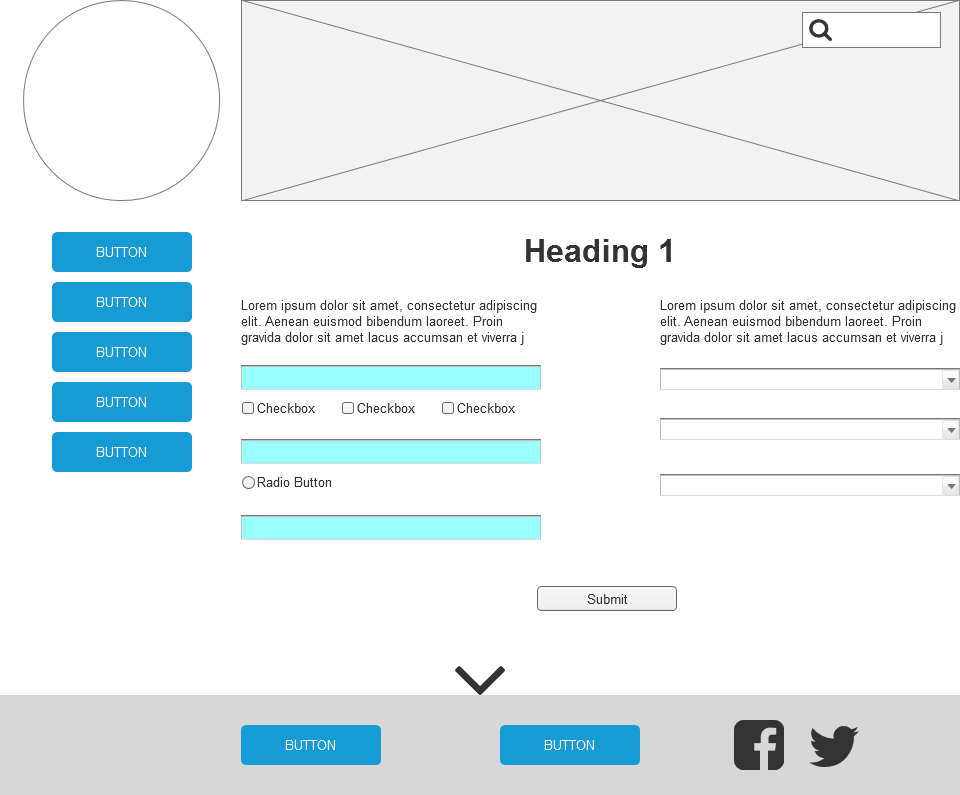 BUTTON
BUTTON
BUTTON
BUTTON
BUTTON
Heading 1
Lorem ipsum dolor sit amet, consectetur adipiscing
elit. Aenean euismod bibendum laoreet. Proin
gravida dolor sit amet lacus accumsan et viverra j
Checkbox Checkbox Checkbox
Radio Button
Lorem ipsum dolor sit amet, consectetur adipiscing
elit. Aenean euismod bibendum laoreet. Proin
gravida dolor sit amet lacus accumsan et viverra j
Submit
BUTTON BUTTON